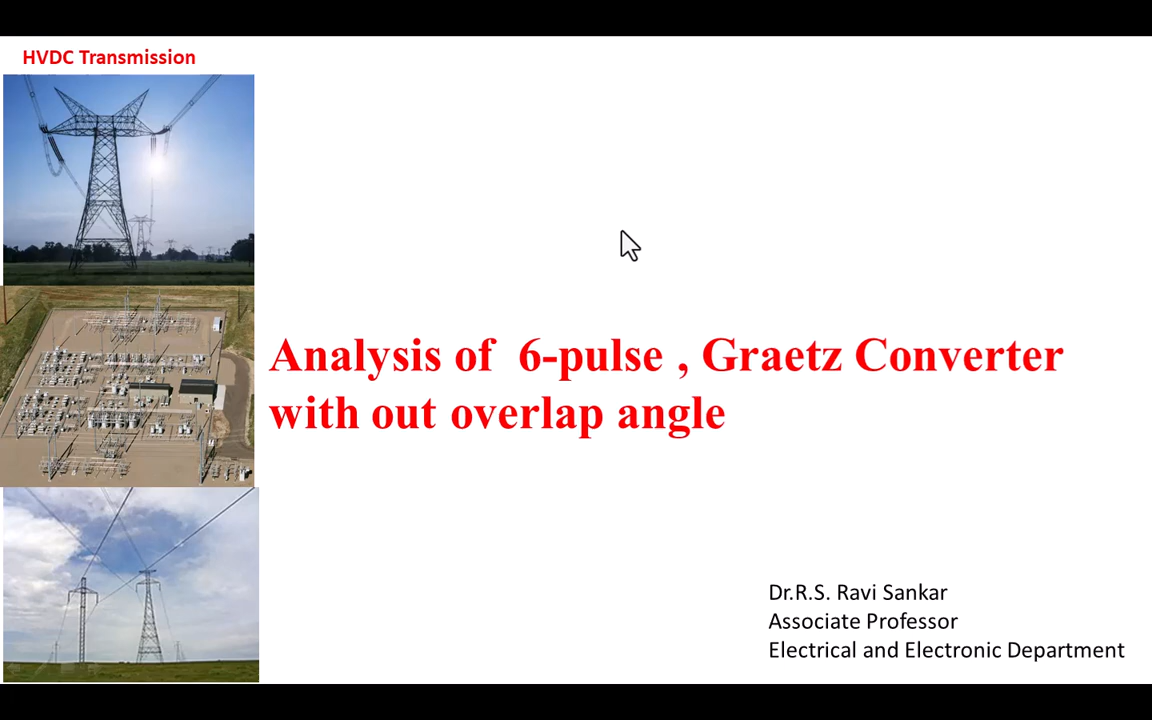 HVDC Transmission
Analysis of  6-pulse , Graetz Converter
with out overlap angle
Dr.R.S. Ravi Sankar
Associate Professor
Electrical and Electronic Department